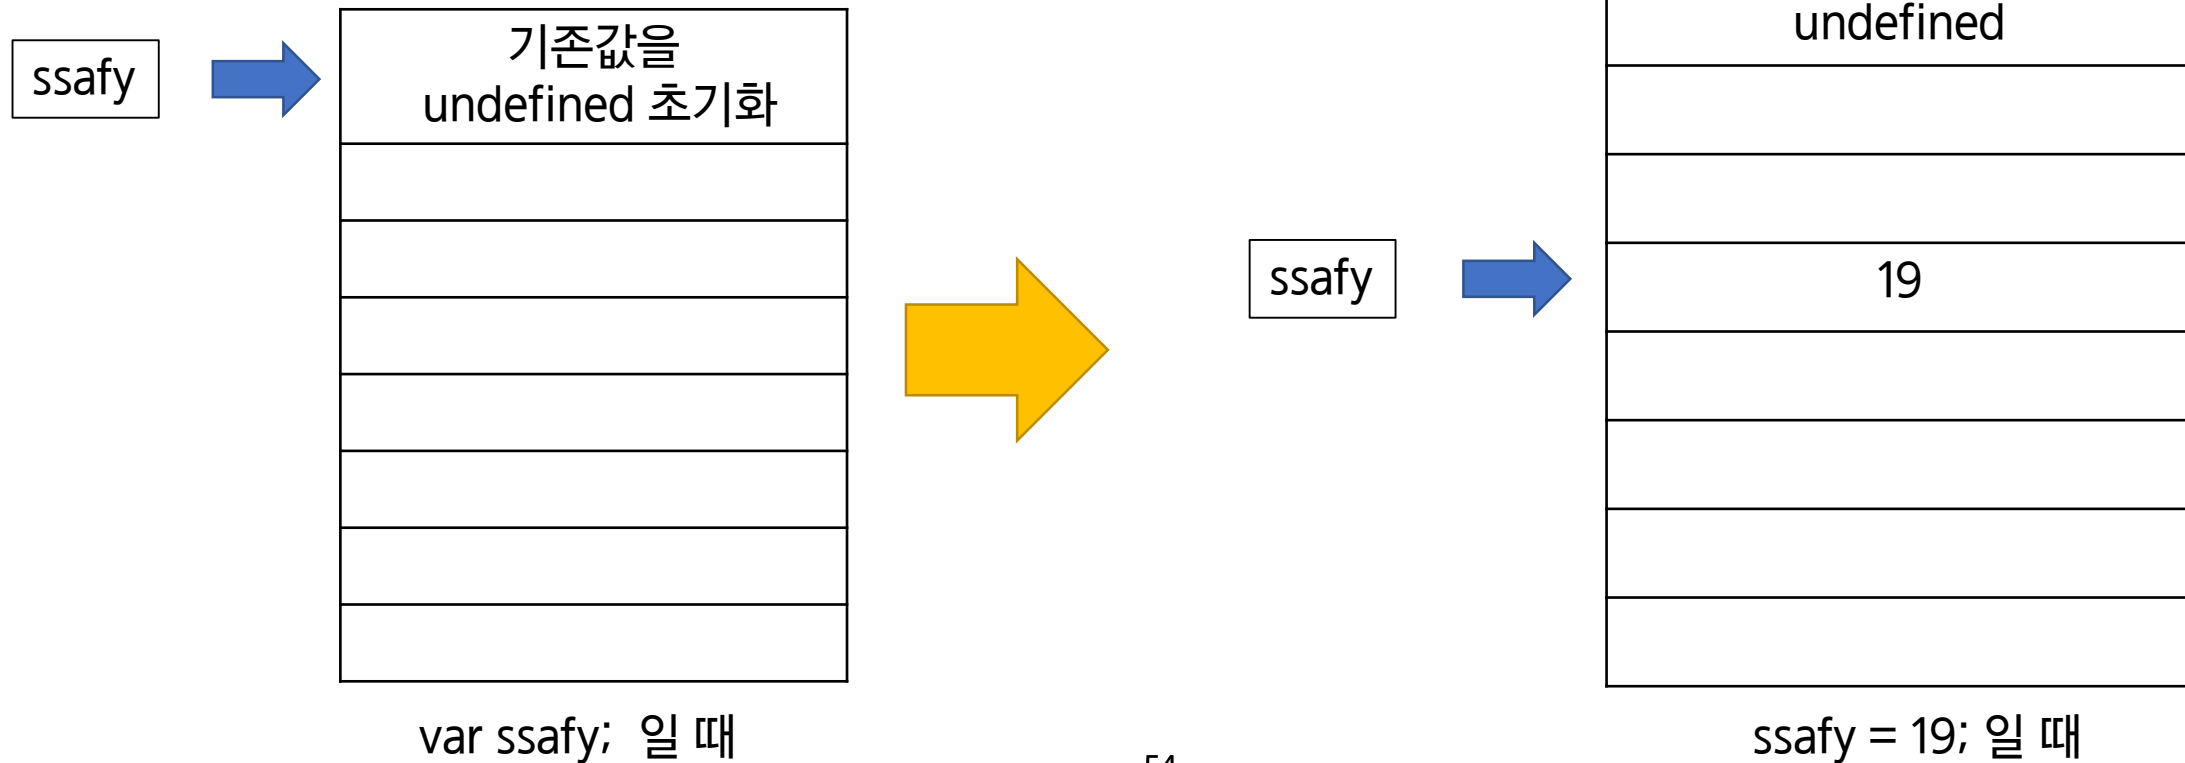 ssafy
기존값을
undefined 초기화
var ssafy; 일 때
undefined
ssafy
19
ssafy = 19; 일 때